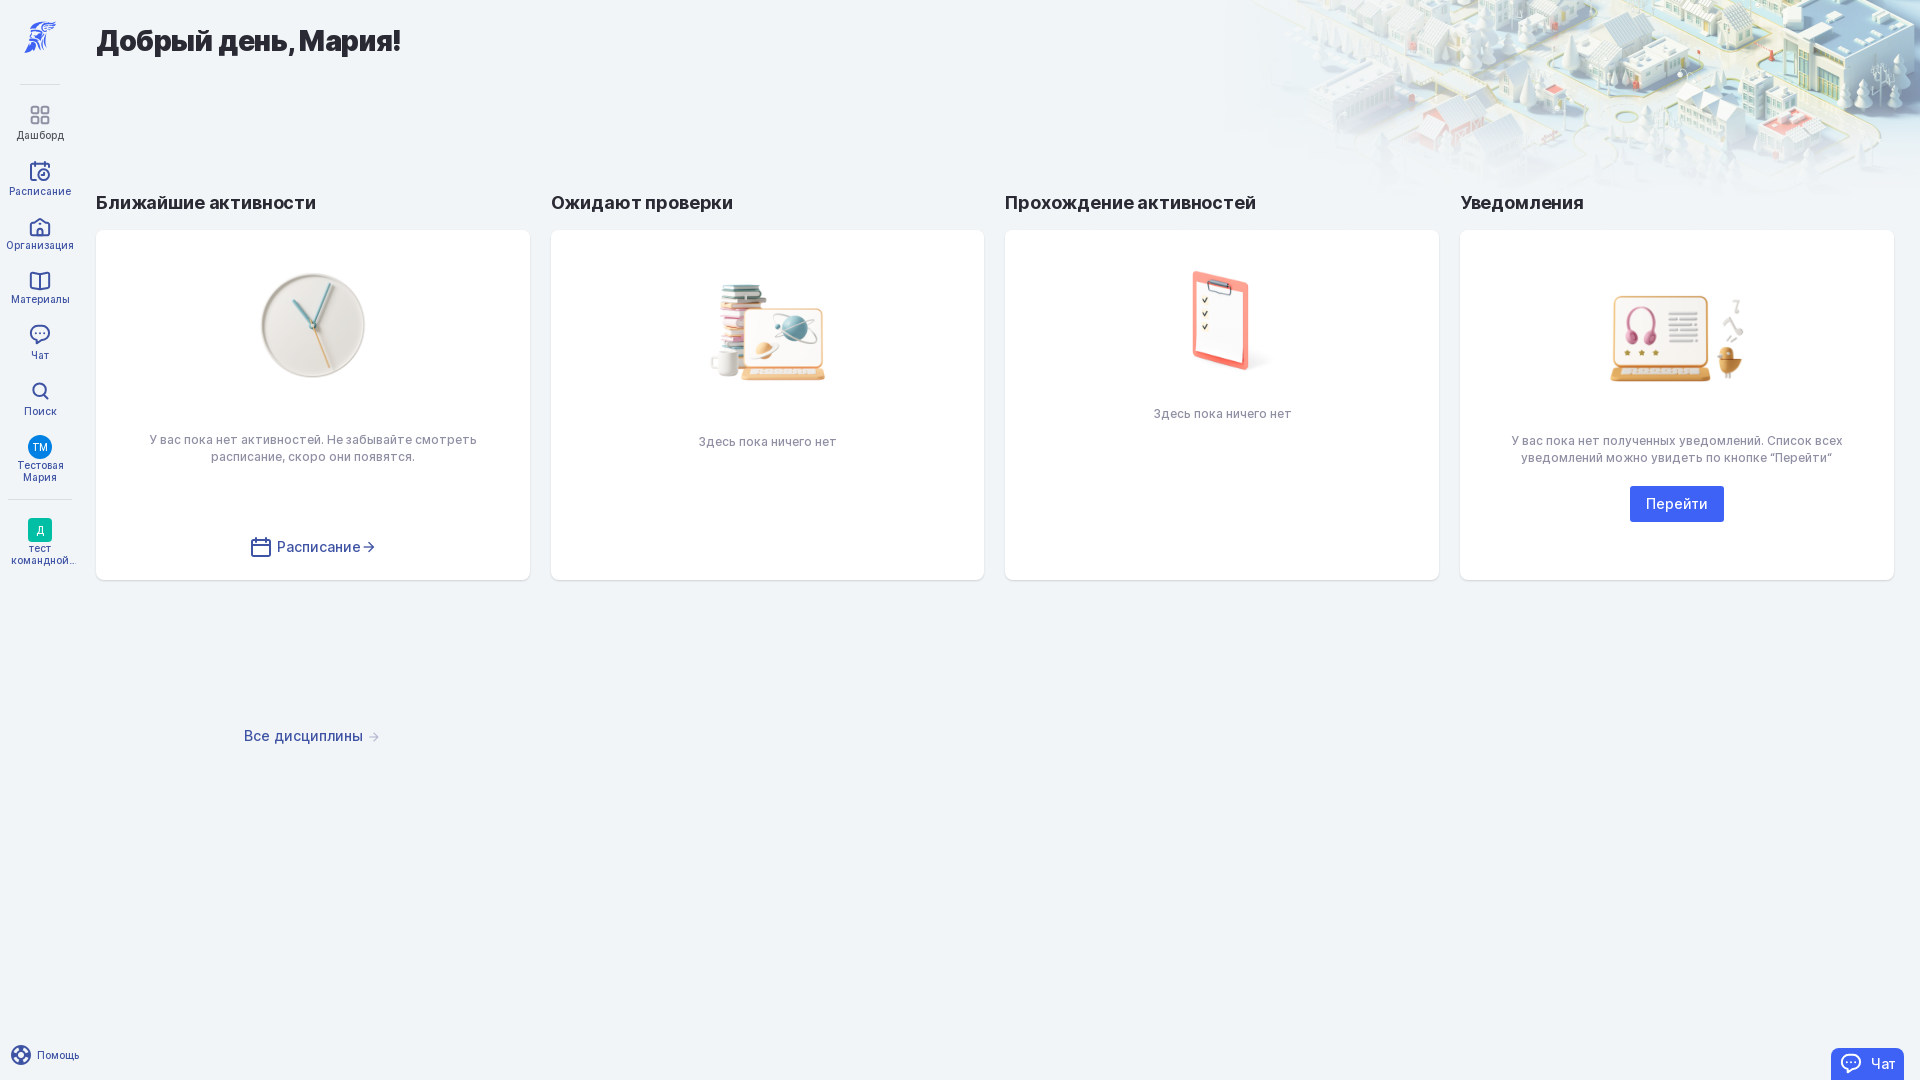 Добрый день, Мария!
Дашборд
Расписание
Организация
Материалы
Чат
Поиск
ТМ
Тестовая
Мария
Д
тест
командной...
Ближайшие активности
У вас пока нет активностей. Не забывайте смотреть
расписание, скоро они появятся.
Расписание
Ожидают проверки
Здесь пока ничего нет
Прохождение активностей
Здесь пока ничего нет
Уведомления
У вас пока нет полученных уведомлений. Список всех
уведомлений можно увидеть по кнопке “Перейти“
Перейти
Все дисциплины
Помощь
Чат